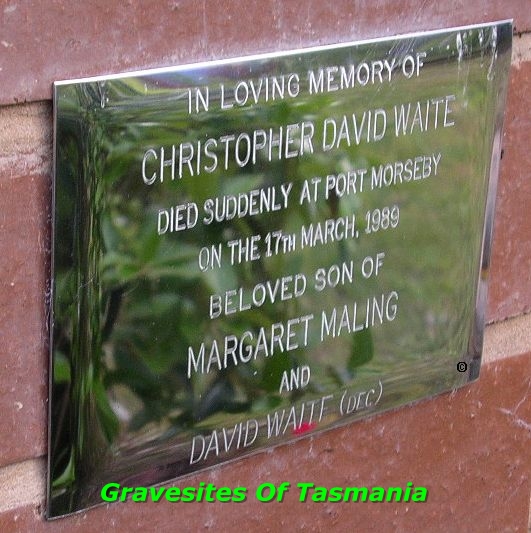 IN LOVING MEMORY OF
CHRISTOPHER DAVID WAITE
DIED SUDDENLY AT PORT MORSEBY
ON THE 17TH MARCH, 1989
BELOVED SON OF
MARGARET MALING
AND
DAVID WAITE (DEC)
©
Gravesites Of Tasmania